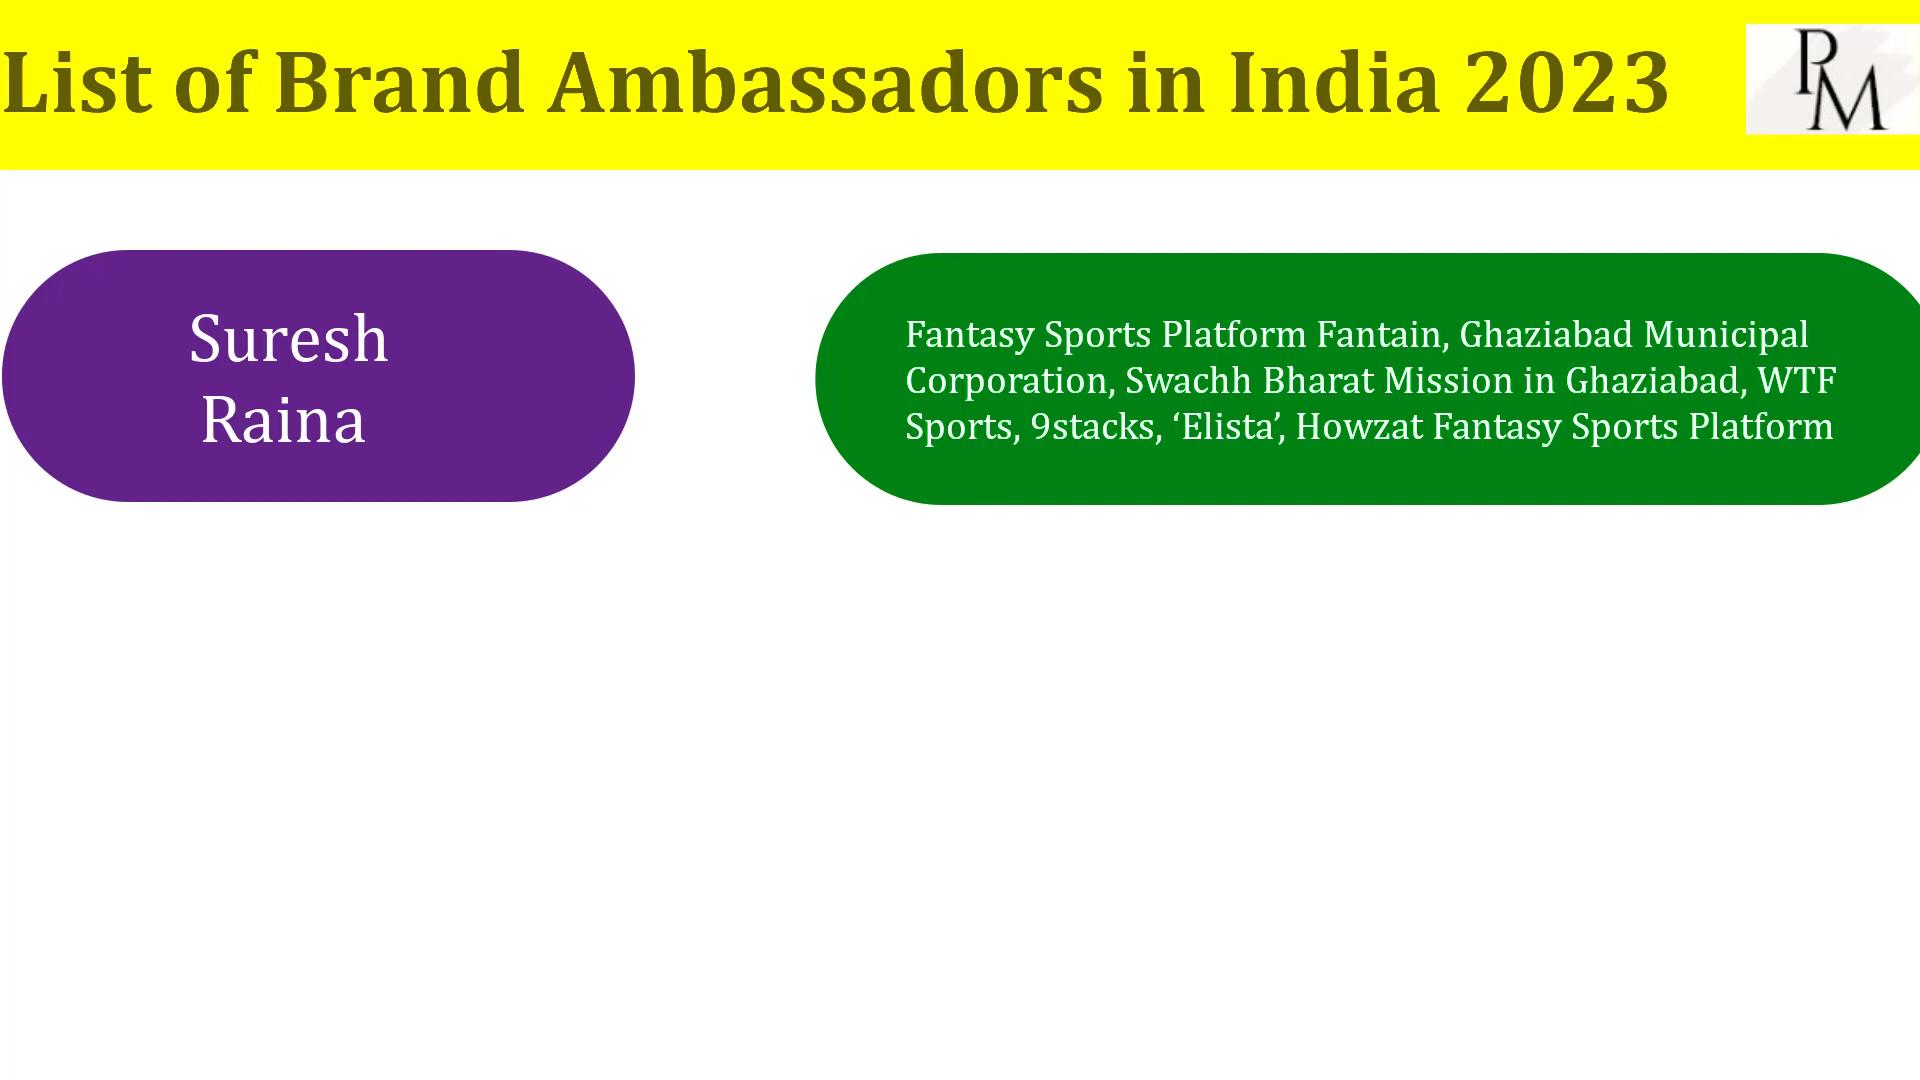 List of Brand Ambassadors in India 2023
PM
Suresh
Raina
Fantasy Sports Platform Fantain, Ghaziabad Municipal
Corporation, Swachh Bharat Mission in Ghaziabad, WTF
Sports, 9stacks, ‘Elista’, Howzat Fantasy Sports Platform